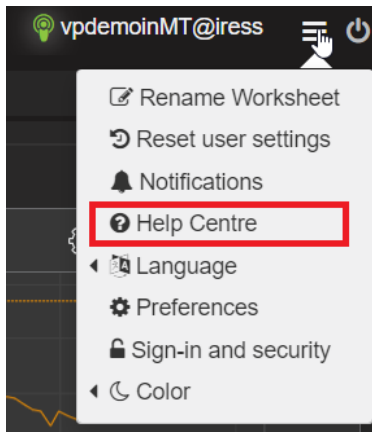 vpdemoinMT@iress
Rename Worksheet
Reset user settings
Notifications
Help Centre
Language
Preferences
Sign-in and security
Color